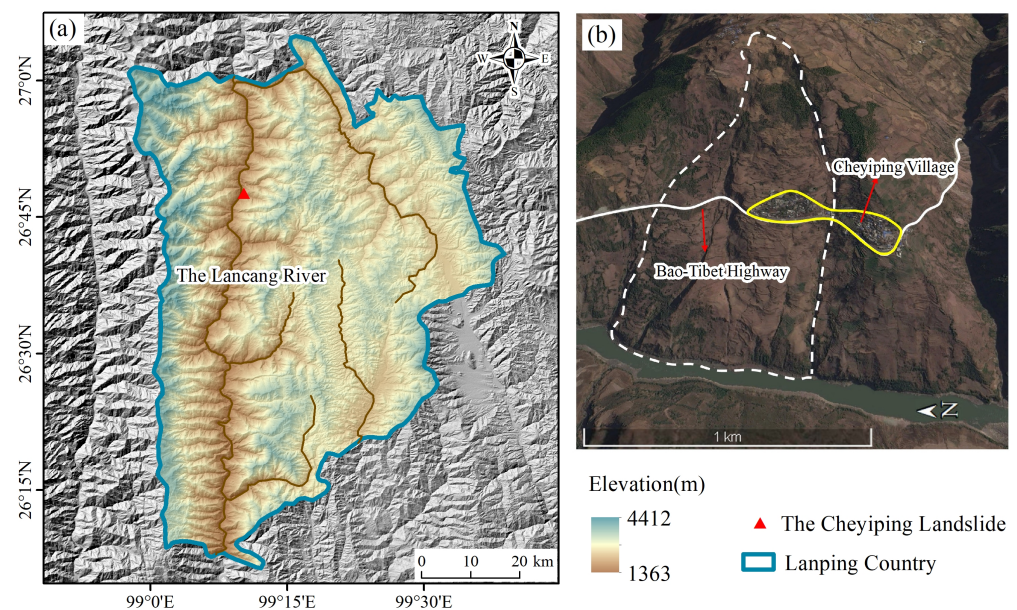 (a)
N
W E
S
27°0'N
26°45'N
26°30'N
26°15'N
The Lancang River
0 10 20 km
99°0'E 99°15'E 99°30'E
(b)
Cheyiping Village
Bao-Tibet Highway
N
1 km
Elevation(m)
4412
1363
The Cheyiping Landslide
Lanping Country